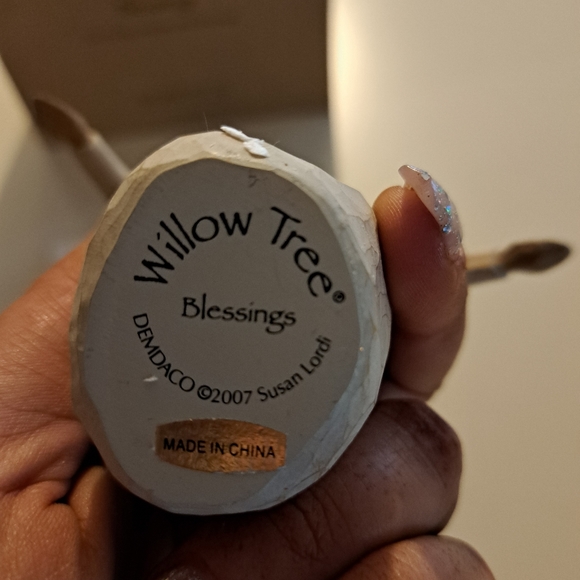 Willow Tree®
Blessings
DEMDACO ©2007 Susan Lordi
MADE IN CHINA